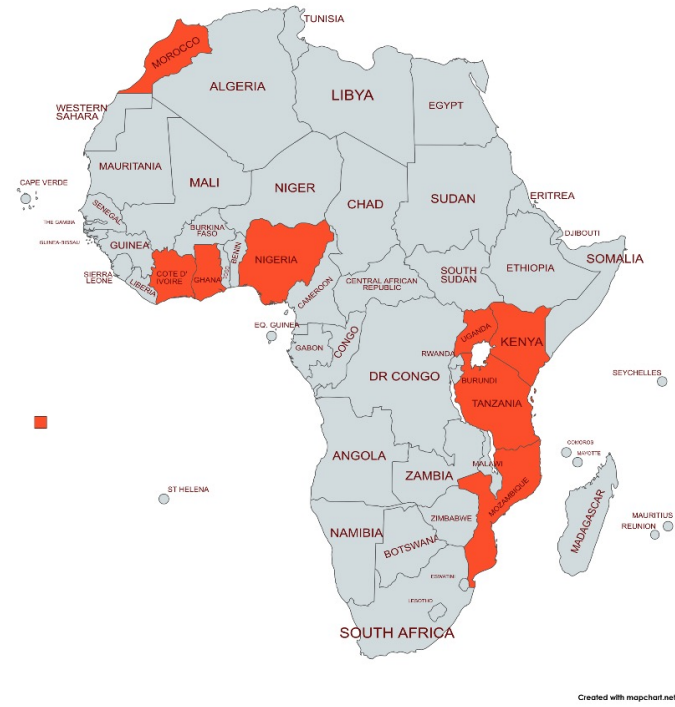 TUNISIA
MOROCCO
ALGERIA
LIBYA
EGYPT
WESTERN
SAHARA
MAURITANIA
MALI
NIGER
CHAD
SUDAN
ERITREA
CAPE VERDE
SENEGAL
THE GAMBIA
GUINEA-BISSAU
GUINEA
BURKINA
FASO
BENIN
TOGO
NIGERIA
DJIBOUTI
SOMALIA
ETHIOPIA
SOUTH
SUDAN
SIERRA
LEONE
LIBERIA
COTE D'
IVOIRE
GHANA
CAMEROON
CENTRAL AFRICAN
REPUBLIC
EQ. GUINEA
GABON
CONGO
UGANDA
KENYA
RWANDA
DR CONGO
BURUNDI
TANZANIA
SEYCHELLES
COMOROS
MAYOTTE
ANGOLA
ZAMBIA
MALAWI
MOZAMBIQUE
ST HELENA
NAMIBIA
ZIMBABWE
BOTSWANA
MADAGASCAR
MAURITIUS
REUNION
ESWATINI
LESOTHO
SOUTH AFRICA
Created with mapchart.net